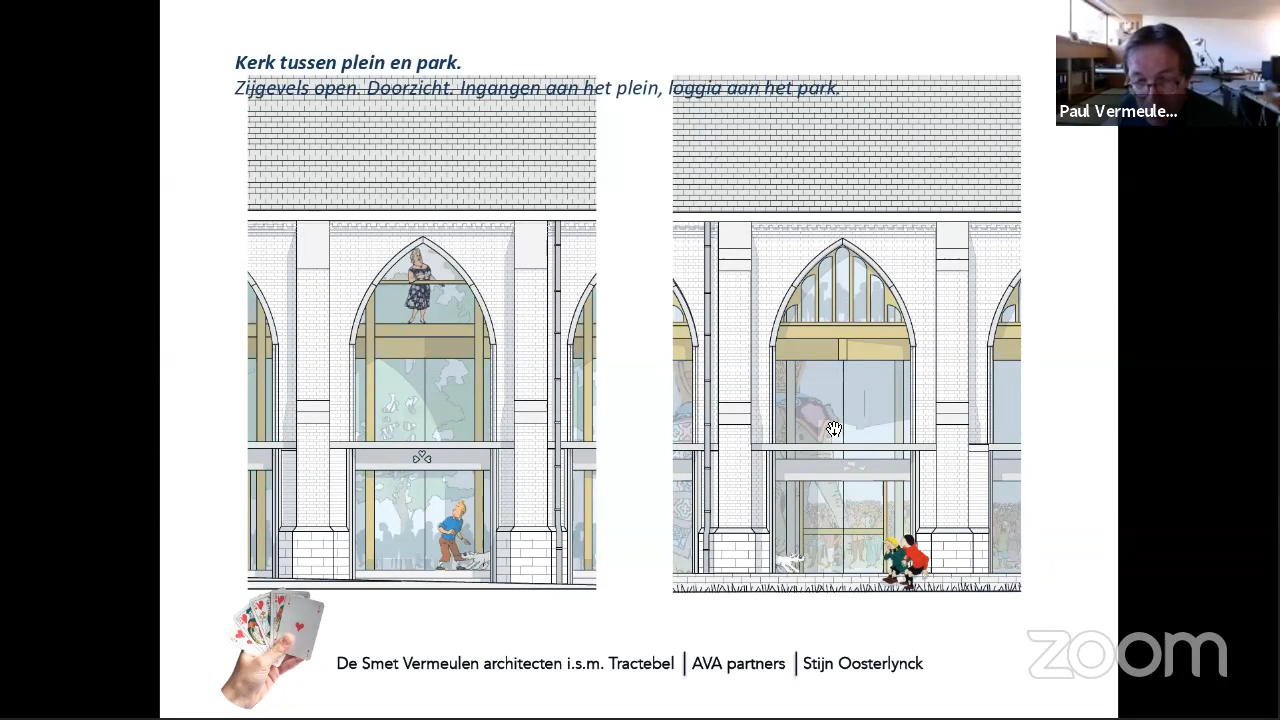 Kerk tussen plein en park.
Zijgevels open. Doorzicht. Ingangen aan het plein, loggia aan het park.
Paul Vermeule...
De Smet Vermeulen architecten i.s.m. Tractebel | AVA partners | Stijn Oosterlynck
zoom